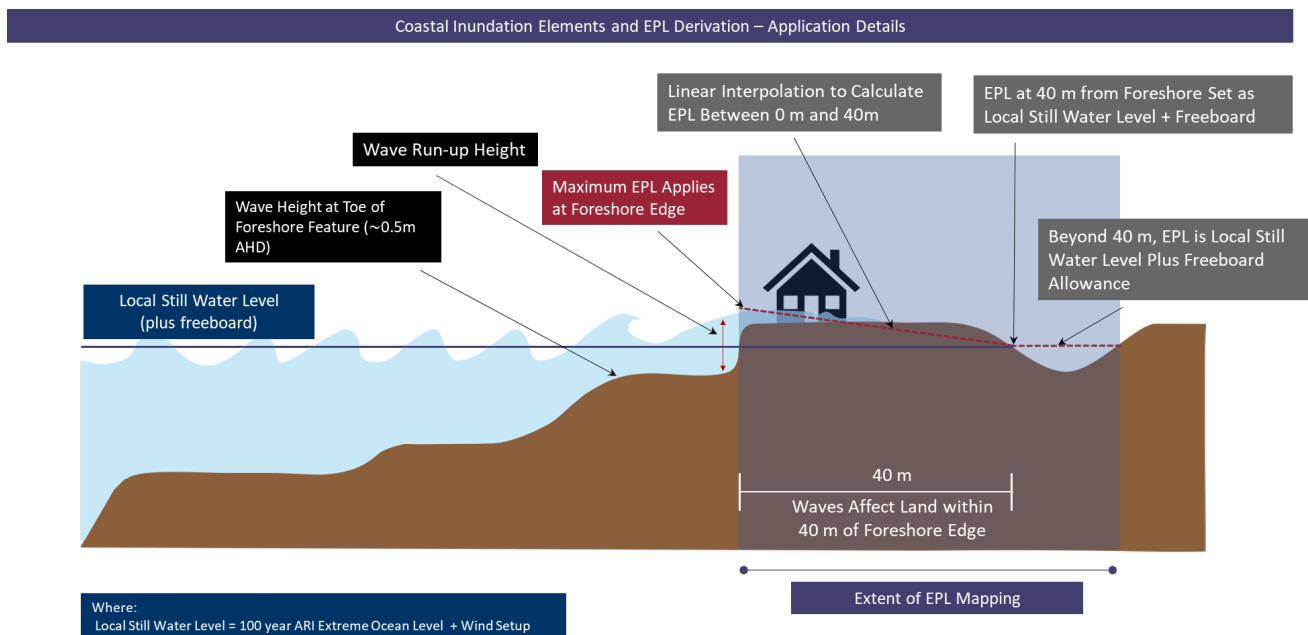 Coastal Inundation Elements and EPL Derivation – Application Details
Linear Interpolation to Calculate
EPL Between 0 m and 40m
EPL at 40 m from Foreshore Set as
Local Still Water Level + Freeboard
Wave Run-up Height
Maximum EPL Applies
at Foreshore Edge
Wave Height at Toe of
Foreshore Feature (~0.5m
AHD)
Beyond 40 m, EPL is Local Still
Water Level Plus Freeboard
Allowance
Local Still Water Level
(plus freeboard)
40 m
Waves Affect Land within
40 m of Foreshore Edge
Extent of EPL Mapping
Where:
Local Still Water Level = 100 year ARI Extreme Ocean Level + Wind Setup